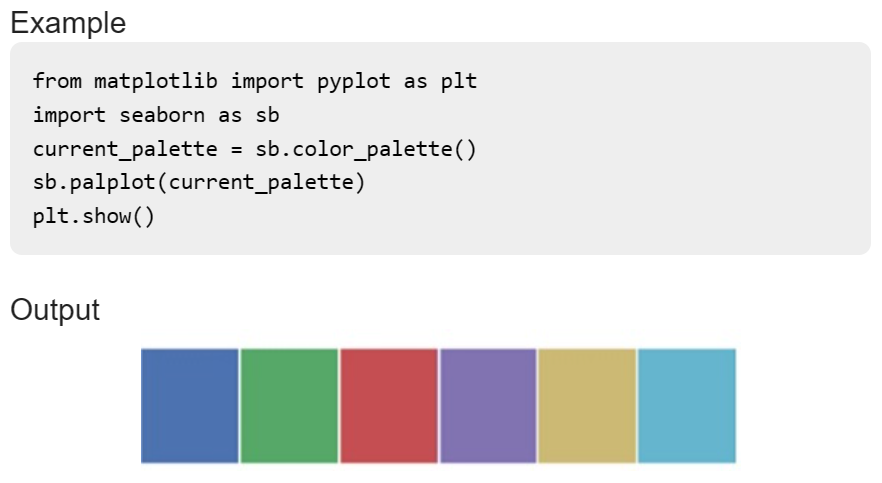 Example
from matplotlib import pyplot as plt
import seaborn as sb
current_palette = sb.color_palette()
sb.palplot(current_palette)
plt.show()
Output